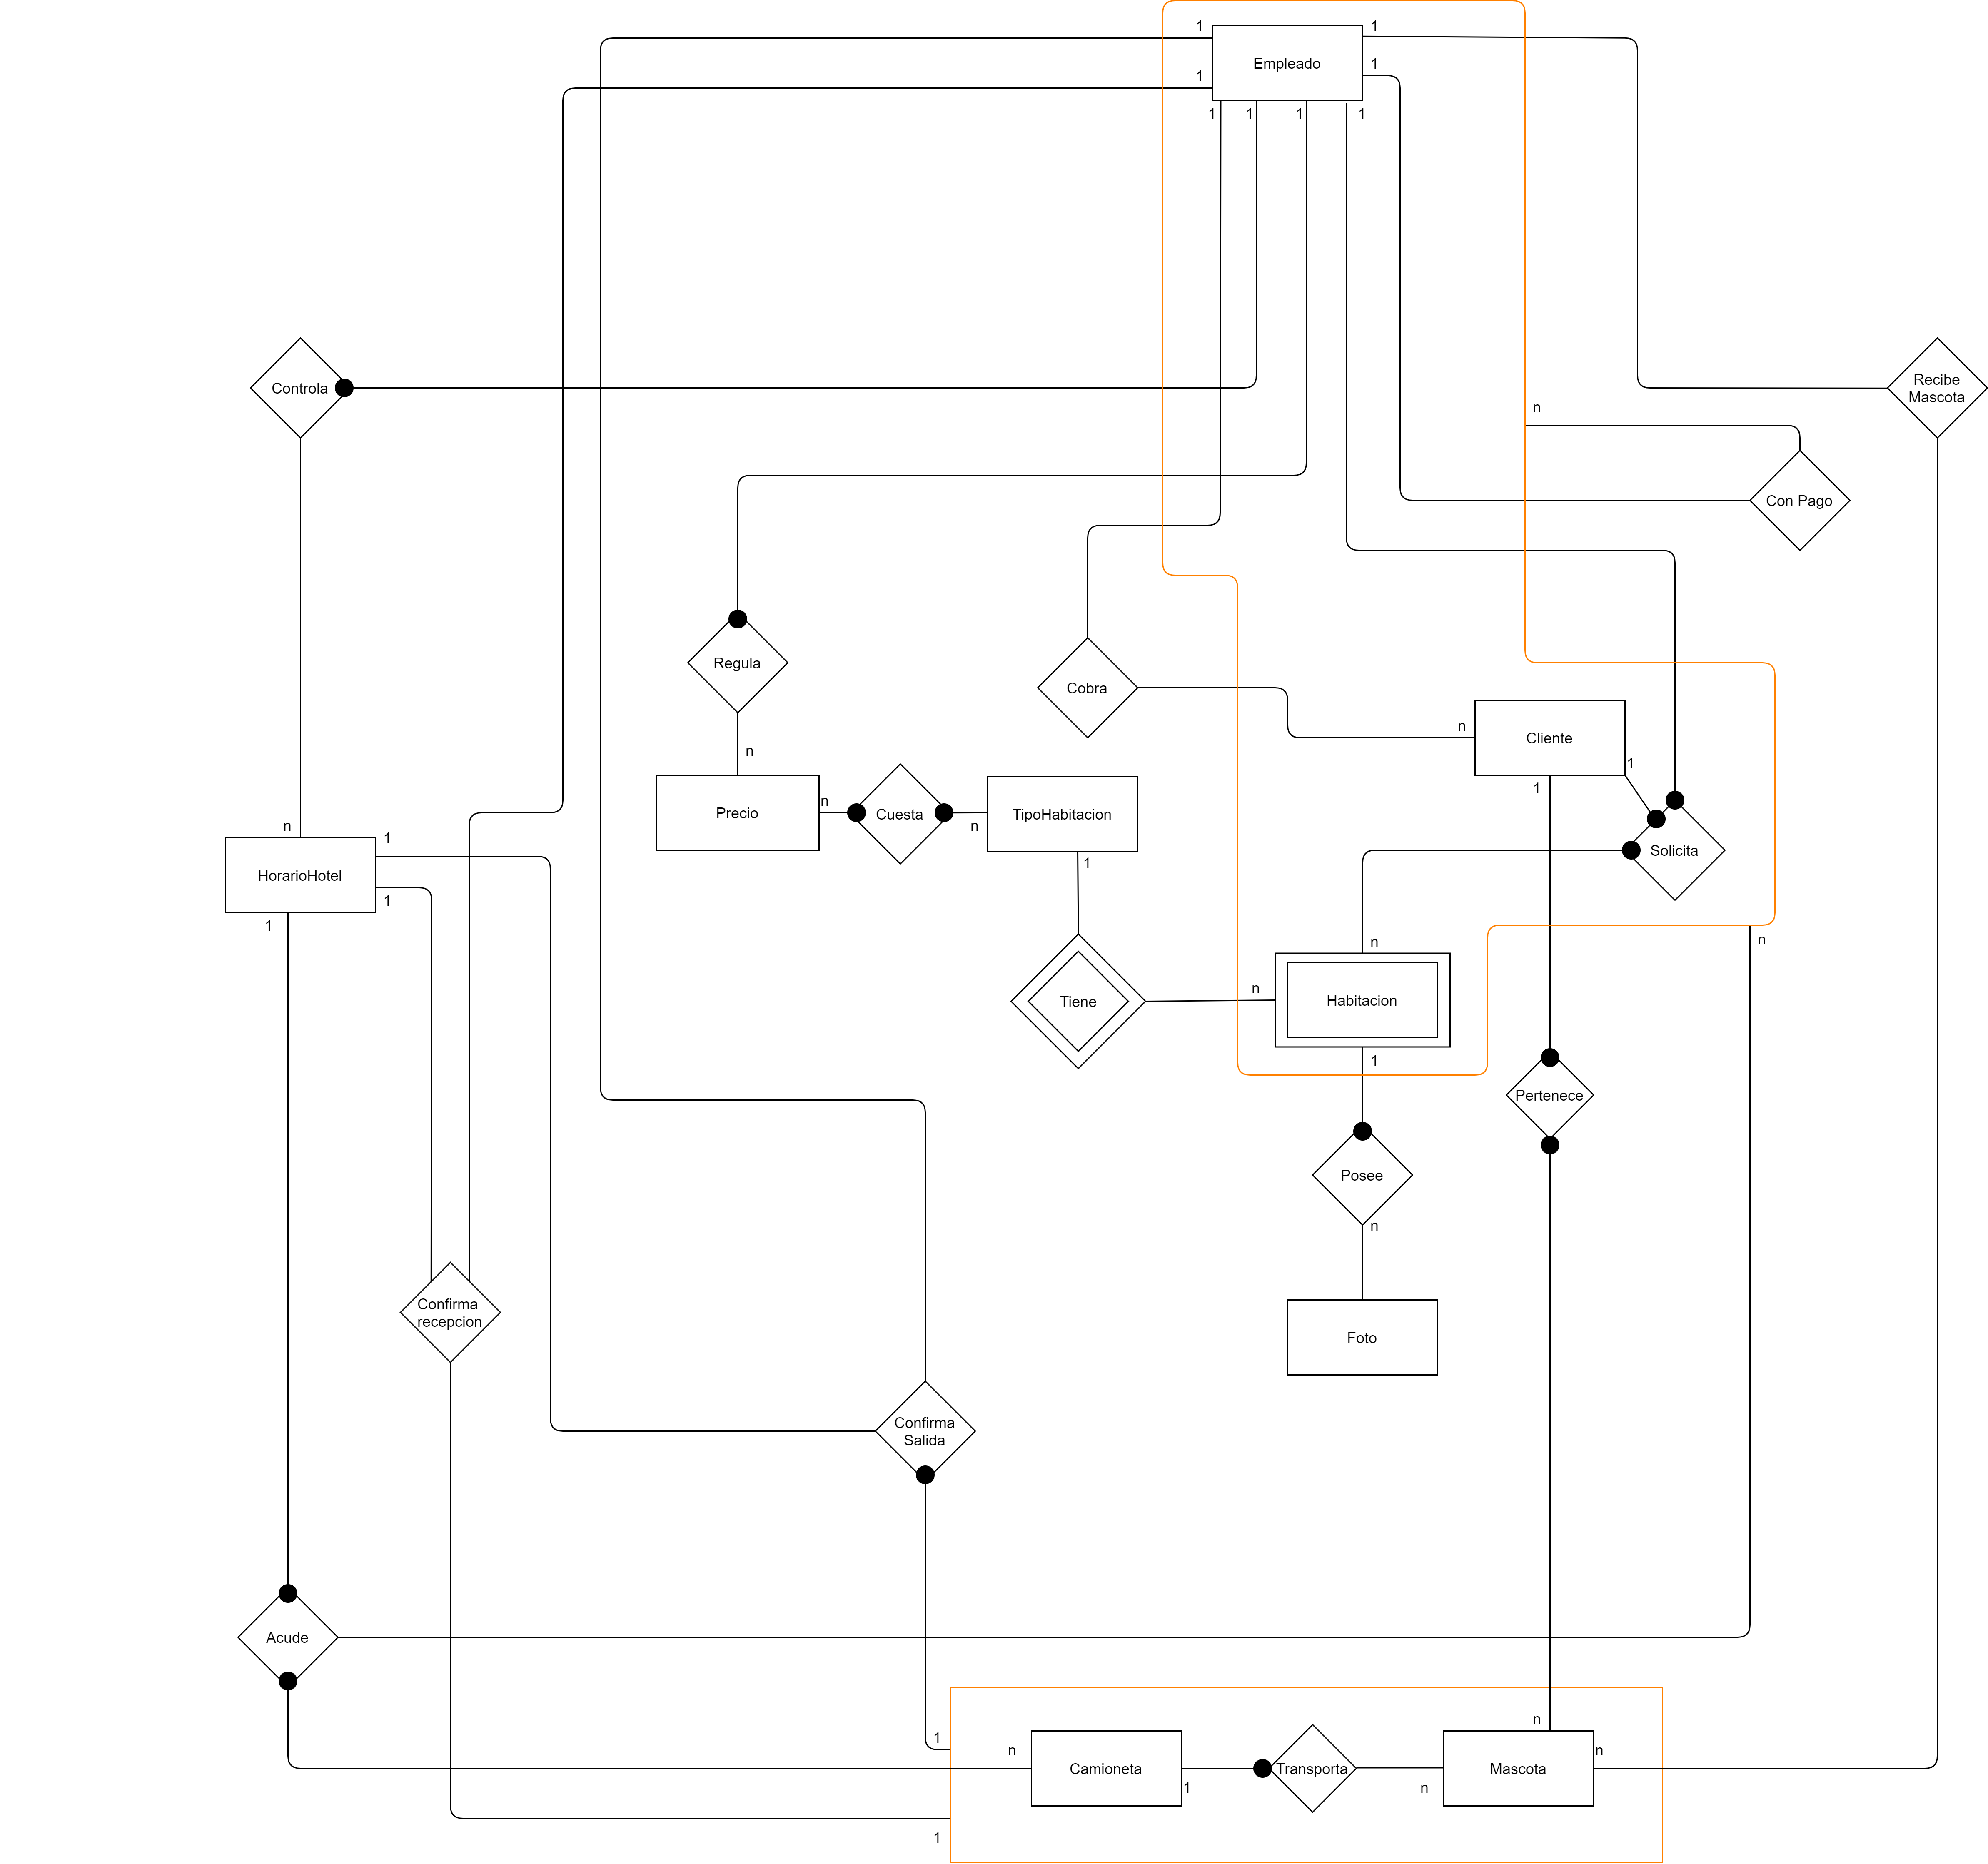 1
1
Empleado
1
1
1
1
1
1
Controla
Recibe
Mascota
n
Con Pago
Regula
Cobra
n
Cliente
n
1
1
n
Precio
Cuesta
TipoHabitacion
n
n
1
HorarioHotel
1
1
1
Solicita
n
n
n
Tiene
Habitacion
1
Pertenece
Posee
n
Confirma
recepcion
Foto
Confirma
Salida
Acude
n
1
n
n
Camioneta
Transporta
Mascota
1
n
1